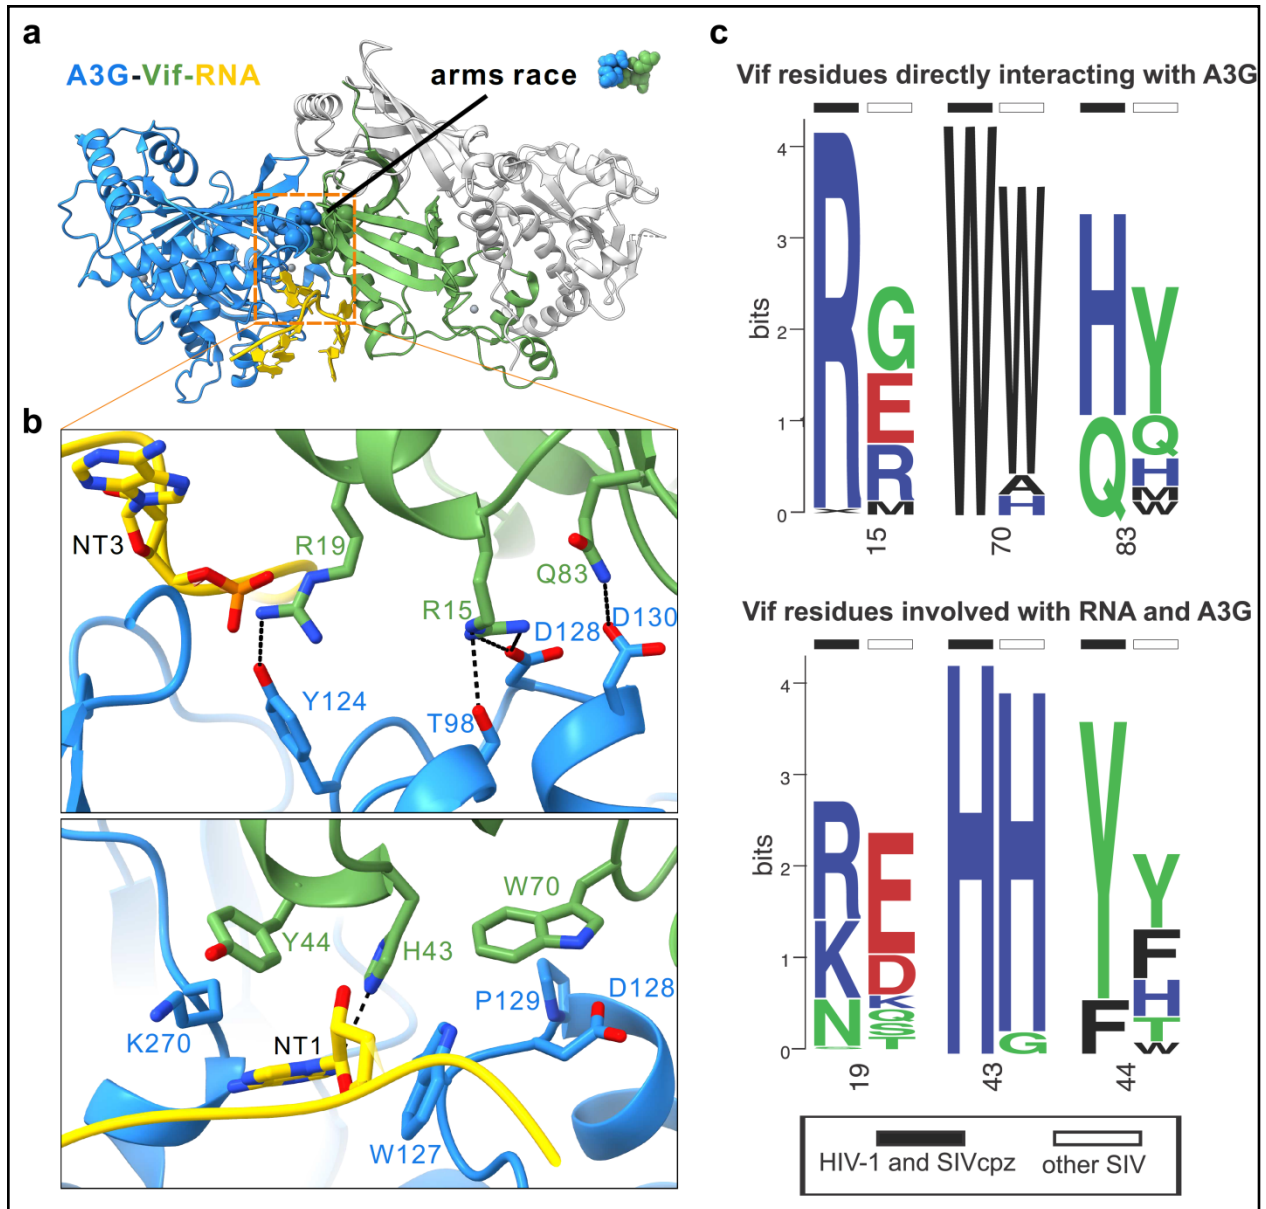 a
A3G-Vif-RNA
arms race
b
NT3
R19
R15
Q83
D128
D130
Y124
T98
Y44
H43
W70
K270
NT1
P129
D128
W127
c
Vif residues directly interacting with A3G
bits
4
3
2
1
0
R
G
E
R
M
W
W
A
H
H
Q
Y
Q
H
M
W
15
70
83
Vif residues involved with RNA and A3G
bits
4
3
2
1
0
R
K
N
E
D
K
Q
S
T
H
H
G
Y
F
Y
F
H
T
W
19
43
44
HIV-1 and SIVcpz
other SIV